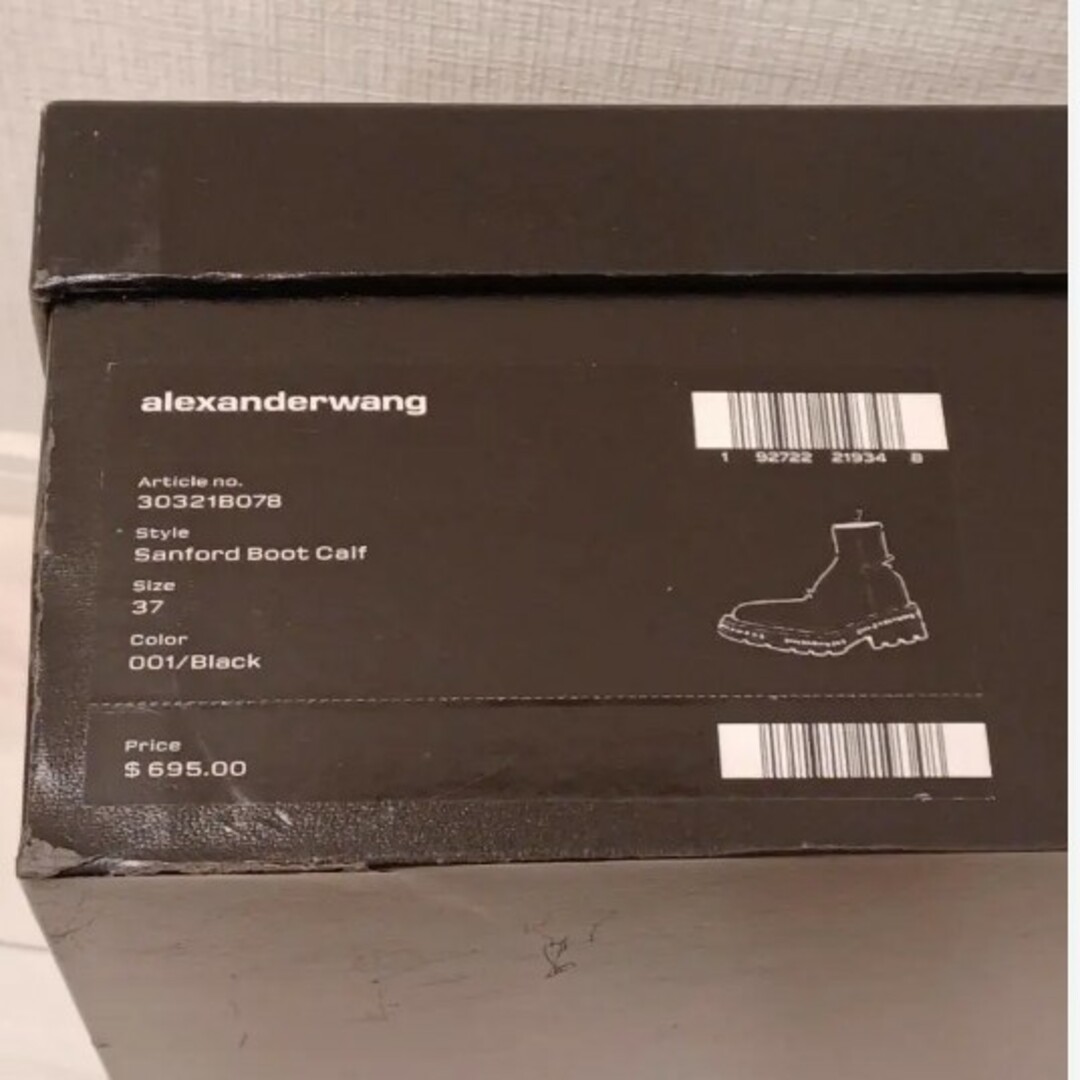 alexanderwang
1 92722 21934 8
Article no.
30321B078
Style
Sanford Boot Calf
Size
37
Color
001/Black
Price
$ 695.00